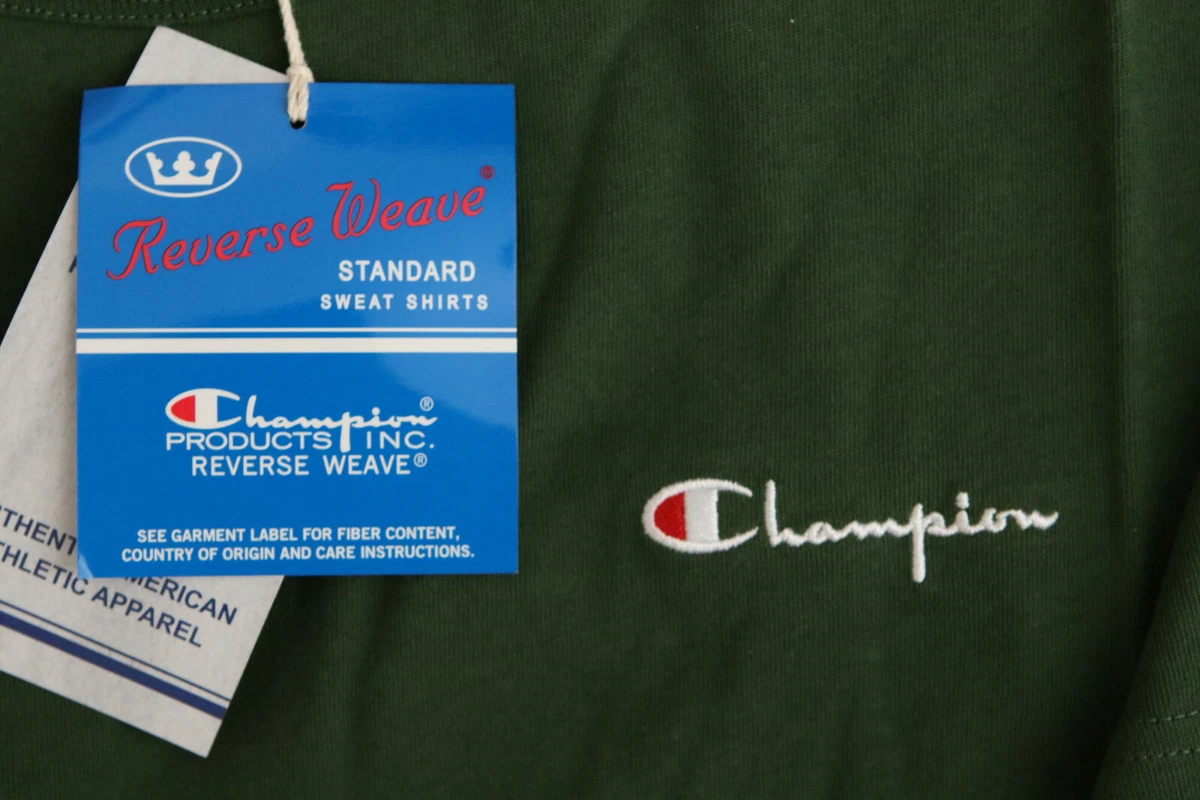 Reverse Weave®
STANDARD
SWEAT SHIRTS
Champion®
PRODUCTS INC.
REVERSE WEAVE®
SEE GARMENT LABEL FOR FIBER CONTENT,
COUNTRY OF ORIGIN AND CARE INSTRUCTIONS.
AMERICAN
APPAREL
Champion